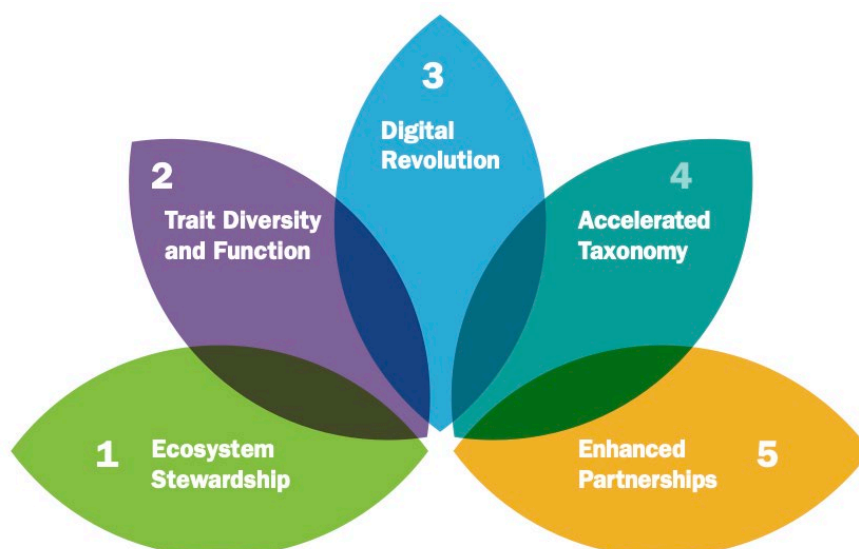 1
Ecosystem
Stewardship
2
Trait Diversity
and Function
3
Digital
Revolution
4
Accelerated
Taxonomy
5
Enhanced
Partnerships